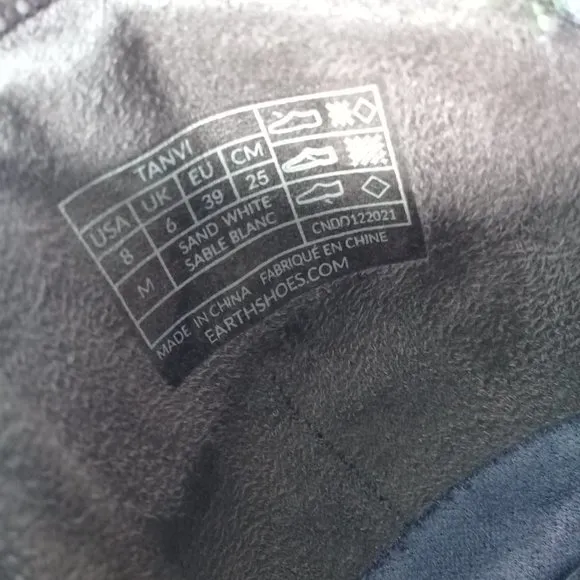 TANVI
USA UK EU CM
8 6 39 25
M SAND WHITE
SABLE BLANC
CNDD122021
MADE IN CHINA FABRIQUÉ EN CHINE
EARTHSHOES.COM